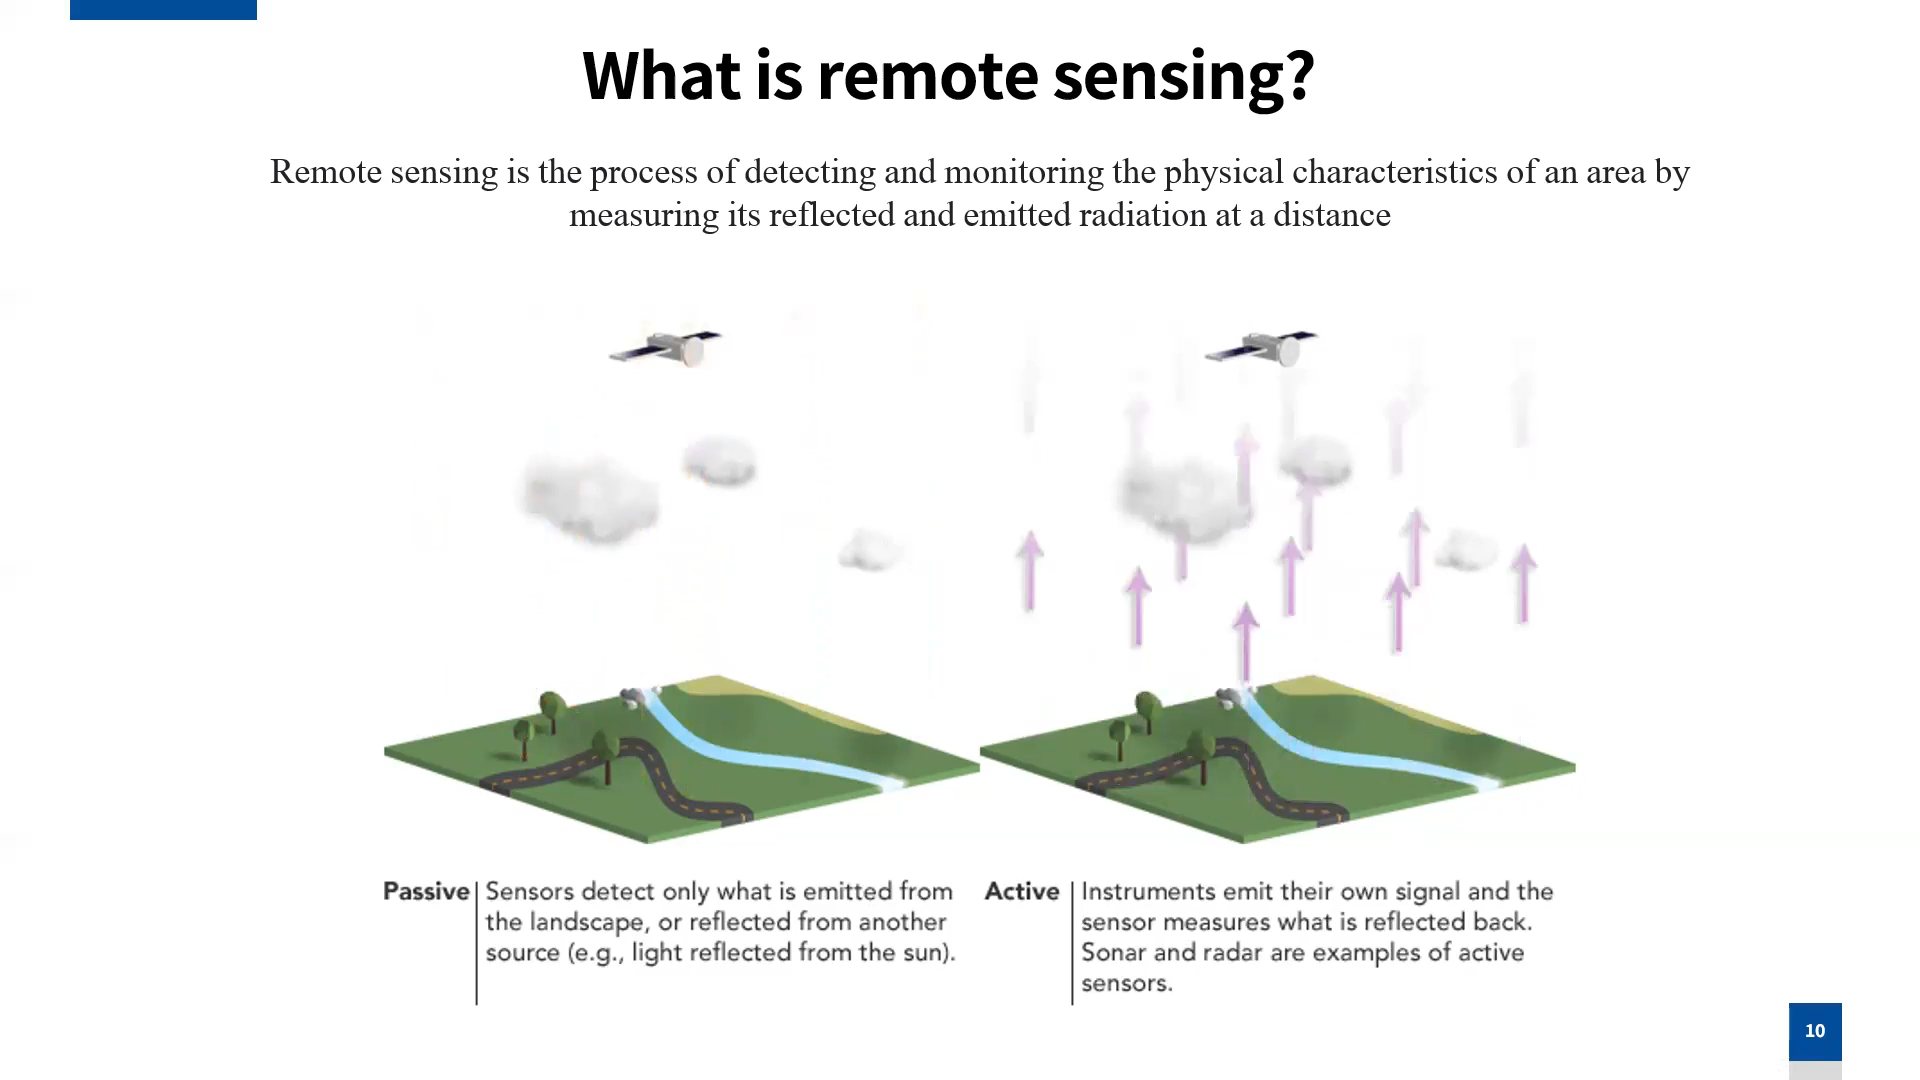 What is remote sensing?
Remote sensing is the process of detecting and monitoring the physical characteristics of an area by
measuring its reflected and emitted radiation at a distance
Passive
Sensors detect only what is emitted from
the landscape, or reflected from another
source (e.g., light reflected from the sun).
Active
Instruments emit their own signal and the
sensor measures what is reflected back.
Sonar and radar are examples of active
sensors.
10